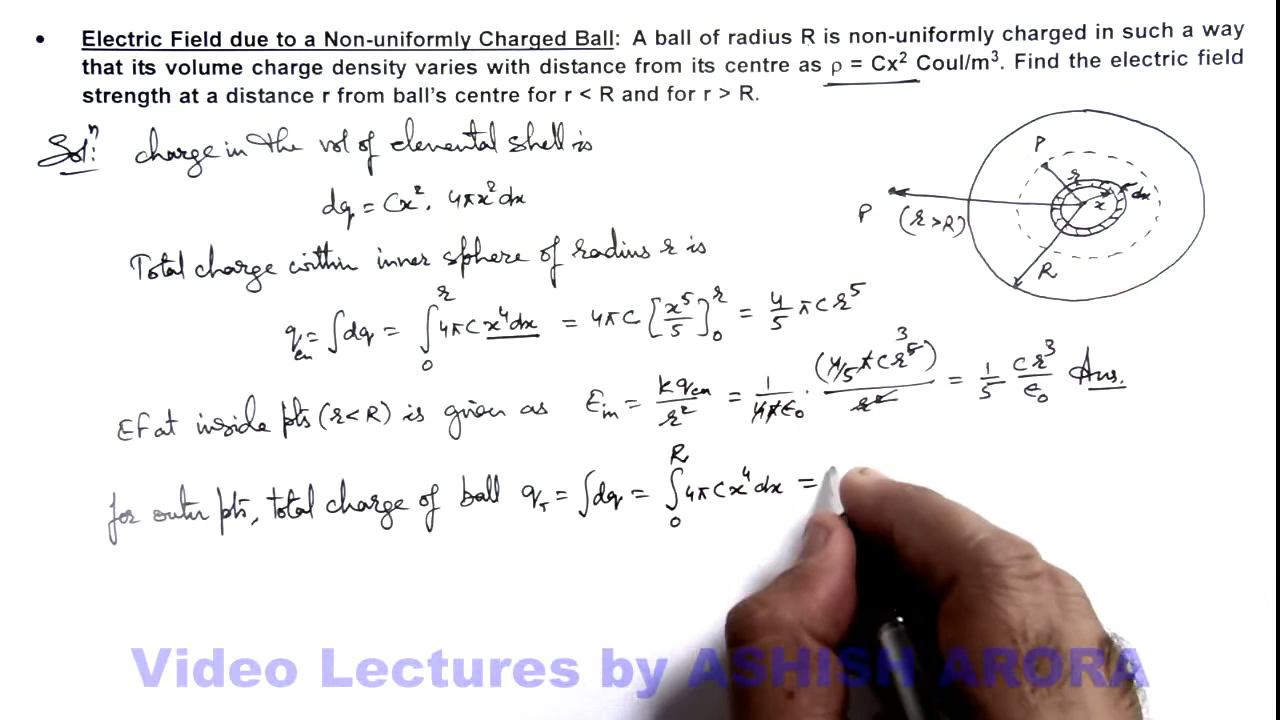 • Electric Field due to a Non-uniformly Charged Ball: A ball of radius R is non-uniformly charged in such a way
that its volume charge density varies with distance from its centre as ρ = Cx² Coul/m³. Find the electric field
strength at a distance r from ball's centre for r < R and for r > R.
Solⁿ: charge in the vol of elemental shell is
dq = Cx². 4πx²dx
Total charge within inner sphere of radius r is
q_en = ∫dq = ∫₀^r 4πC x⁴dx = 4πC [x⁵/5]₀^r = 4/5 πCr⁵
EF at inside pts (r<R) is given as E_in = kq_en/r² = 1/4π∈₀ · (4/5 πCr⁵)/r² 3 = 1/5 Cr³/∈₀ Ans.
for outer pts, total charge of ball q_T = ∫dq = ∫₀^R 4πCx⁴dx =
P
r
dx
x
P
(r>R)
R
Video Lectures by ASHISH ARORA